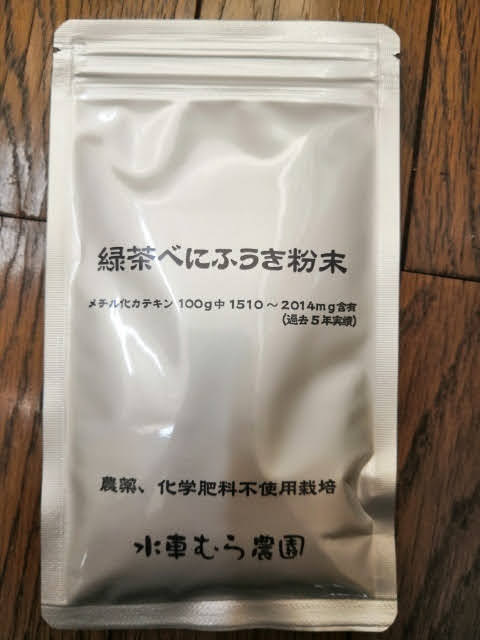 緑茶べにふうき粉末
メチル化カテキン 100g中 1510～2014mg含有
(過去5年実績)
農薬、化学肥料不使用栽培
水車むら農園